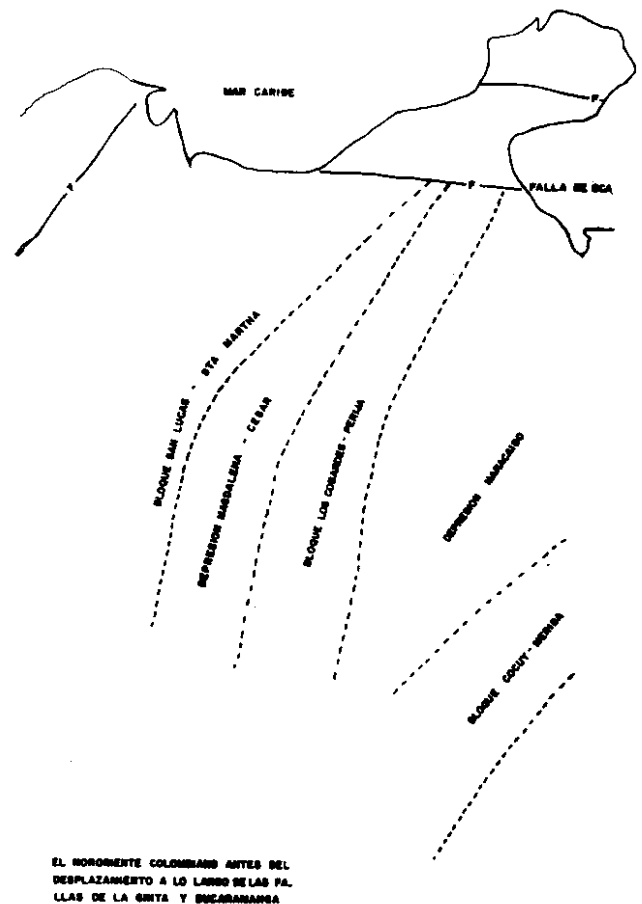 MAR CARIBE
F
F
F
FALLA DE OCA
BLOQUE SAN LUCAS - STA MARTHA
DEPRESION MAGDALENA - CESAR
BLOQUE LOS COBARDES - PERIJA
DEPRESION MARACAIBO
BLOQUE COCUY - MERIDA
EL NORORIENTE COLOMBIANO ANTES DEL
DESPLAZAMIENTO A LO LARGO DE LAS FA-
LLAS DE LA GRITA Y BUCARAMANGA